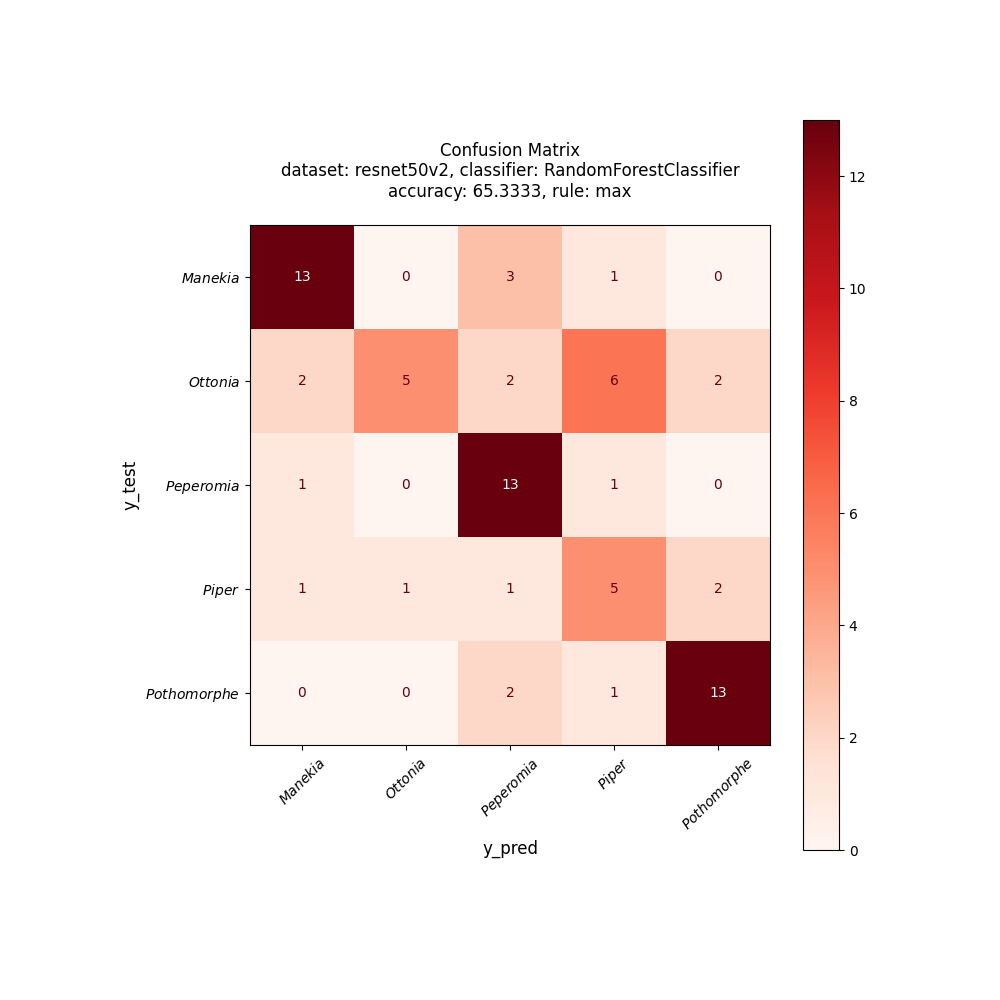 Confusion Matrix
dataset: resnet50v2, classifier: RandomForestClassifier
accuracy: 65.3333, rule: max
Manekia 13 0 3 1 0
Ottonia 2 5 2 6 2
Peperomia 1 0 13 1 0
Piper 1 1 1 5 2
Pothomorphe 0 0 2 1 13
Manekia Ottonia Peperomia Piper Pothomorphe
y_pred
y_test
12
10
8
6
4
2
0